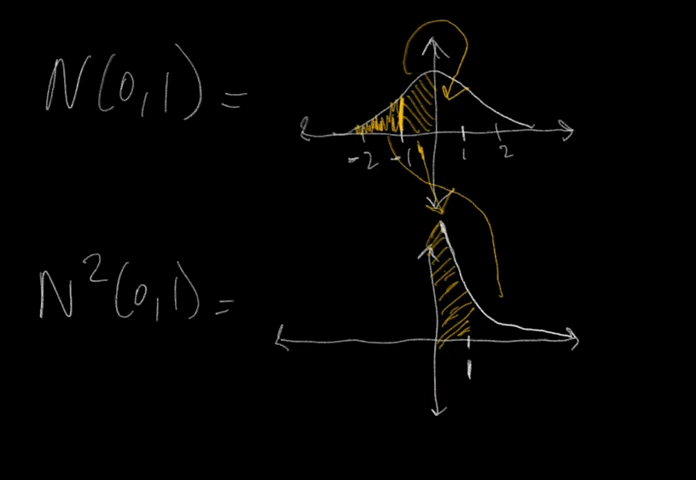 N(0,1) =
-2 -1 1 2
N²(0,1) =
1